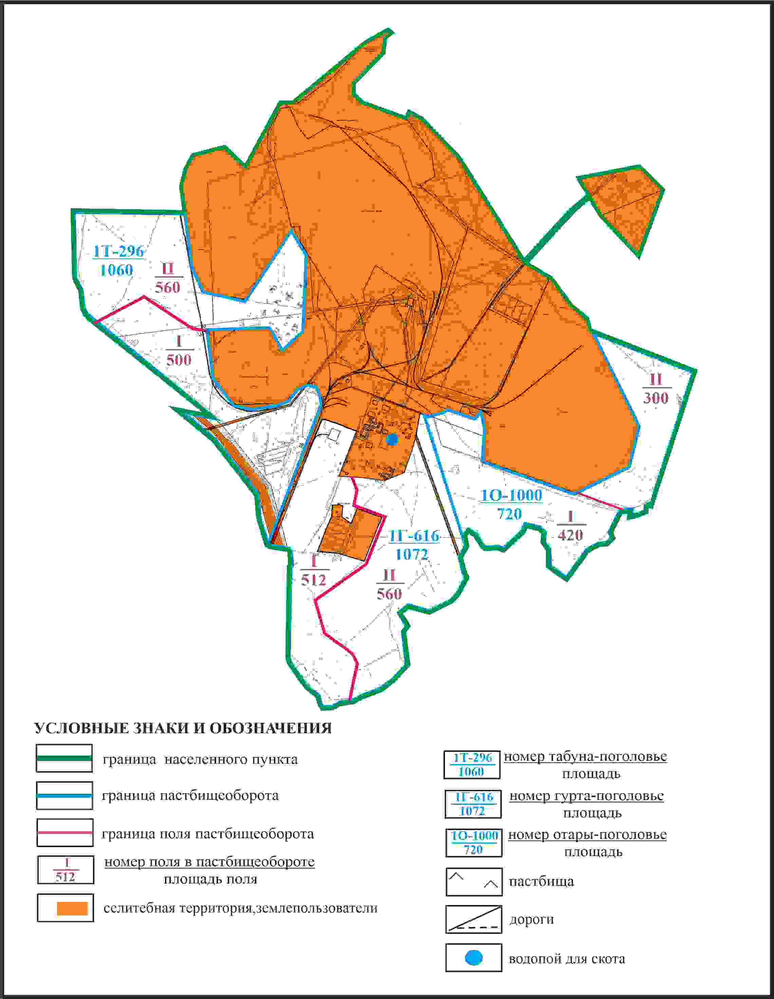 1Т-296
1060
II
560
I
500
II
300
1О-1000
720
I
420
1Г-616
1072
I
512
II
560
УСЛОВНЫЕ ЗНАКИ И ОБОЗНАЧЕНИЯ
граница населенного пункта
граница пастбищеоборота
граница поля пастбищеоборота
I
512
номер поля в пастбищеобороте
площадь поля
селитебная территория,землепользователи
1Т-296
1060
номер табуна-поголовье
площадь
1Г-616
1072
номер гурта-поголовье
площадь
1О-1000
720
номер отары-поголовье
площадь
пастбища
дороги
водопой для скота